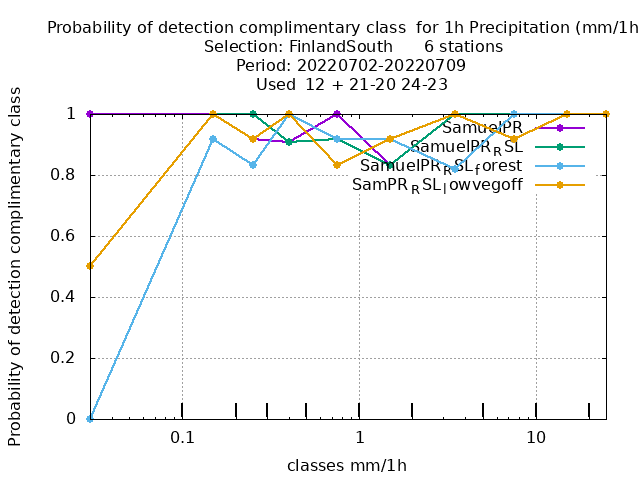 Probability of detection complimentary class  for 1h Precipitation (mm/1h
Selection: FinlandSouth      6 stations
Period: 20220702-20220709
Used  12 + 21-20 24-23
Probability of detection complimentary class
1
0.8
0.6
0.4
0.2
0
SamuelPR
SamuelPR_RSL
SamuelPR_RSL_forest
SamPR_RSL_lowvegoff
0.1
1
10
classes mm/1h